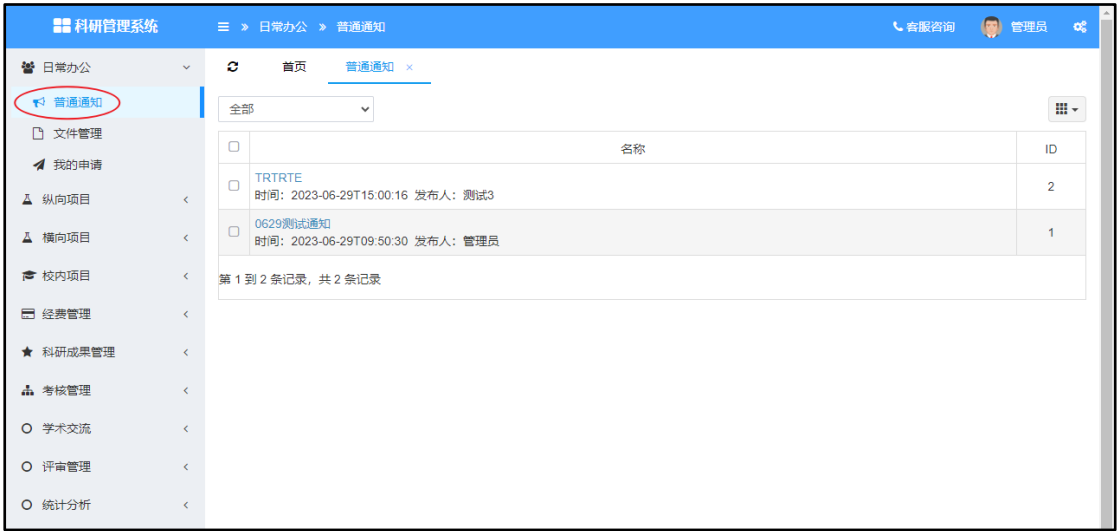 科研管理系统
日常办公 普通通知
客服咨询 管理员
日常办公
普通通知
文件管理
我的申请
纵向项目
横向项目
校内项目
经费管理
科研成果管理
考核管理
学术交流
评审管理
统计分析
首页 普通通知 ×
全部
名称 ID
TRTRTE
时间：2023-06-29T15:00:16 发布人：测试3
2
0629测试通知
时间：2023-06-29T09:50:30 发布人：管理员
1
第 1 到 2 条记录，共 2 条记录